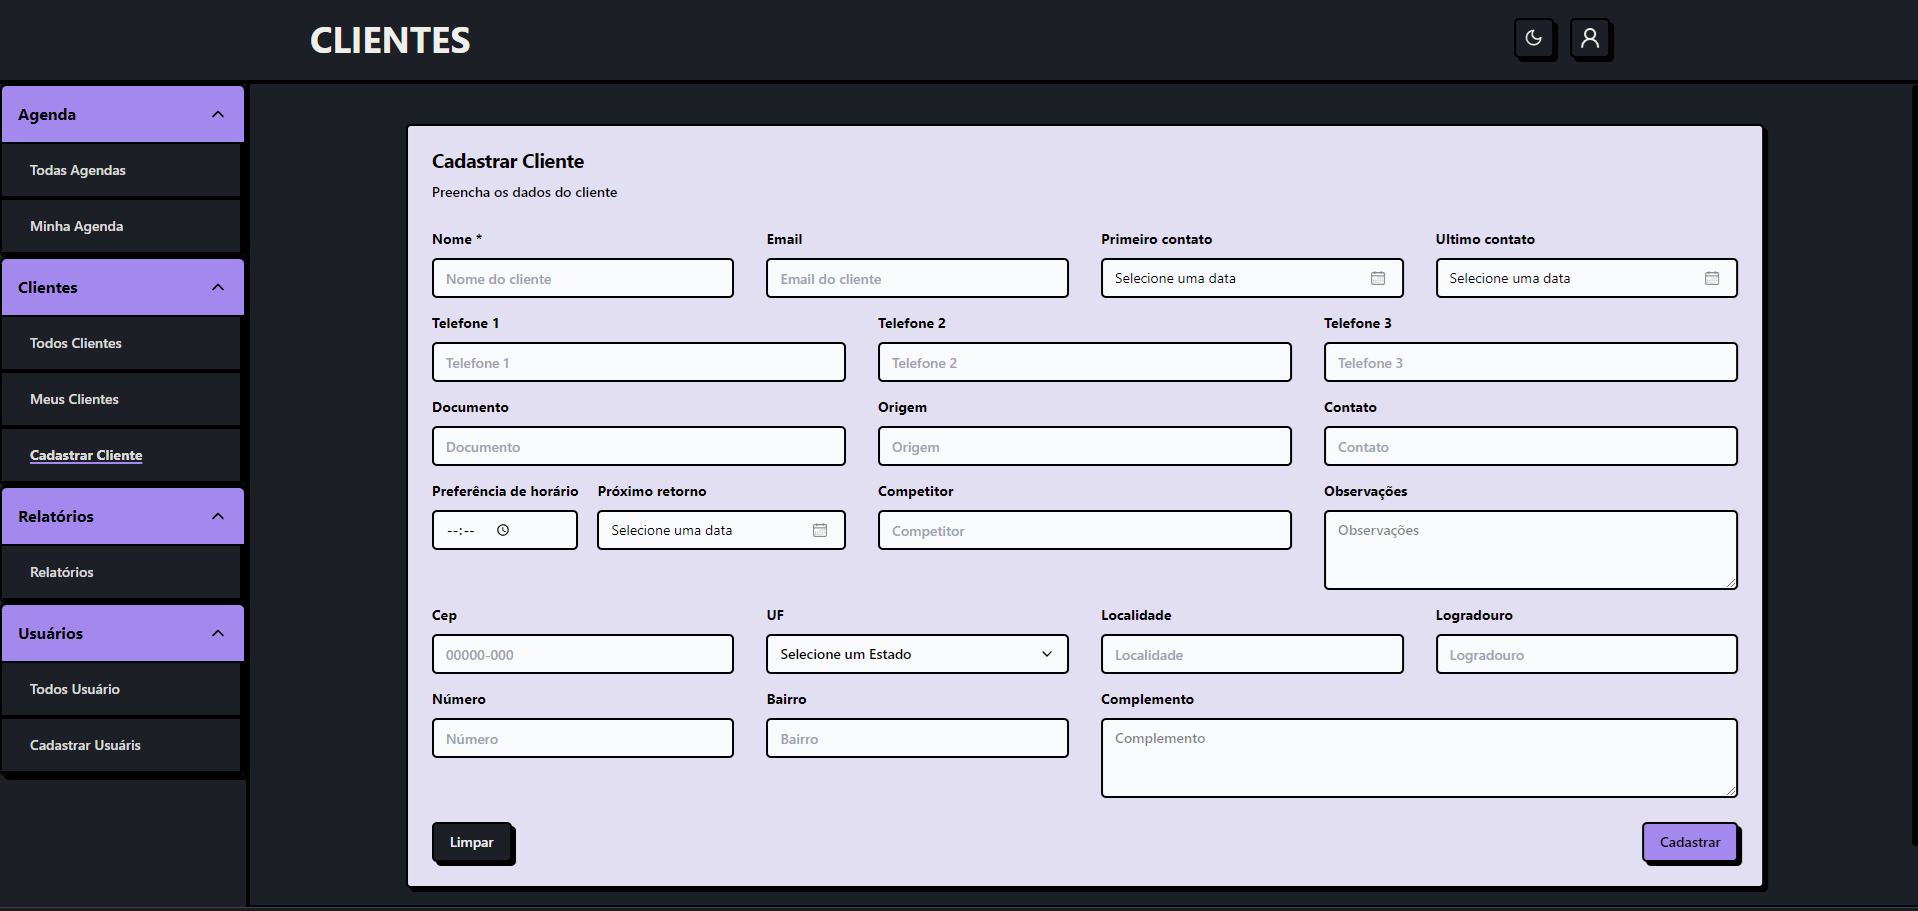 CLIENTES
Agenda
Todas Agendas
Minha Agenda
Clientes
Todos Clientes
Meus Clientes
Cadastrar Cliente
Relatórios
Relatórios
Usuários
Todos Usuário
Cadastrar Usuáris
Cadastrar Cliente
Preencha os dados do cliente
Nome * Email Primeiro contato Ultimo contato
Nome do cliente Email do cliente Selecione uma data Selecione uma data
Telefone 1 Telefone 2 Telefone 3
Telefone 1 Telefone 2 Telefone 3
Documento Origem Contato
Documento Origem Contato
Preferência de horário Próximo retorno Competitor Observações
--:-- Selecione uma data Competitor Observações
Cep UF Localidade Logradouro
00000-000 Selecione um Estado Localidade Logradouro
Número Bairro Complemento
Número Bairro Complemento
Limpar Cadastrar